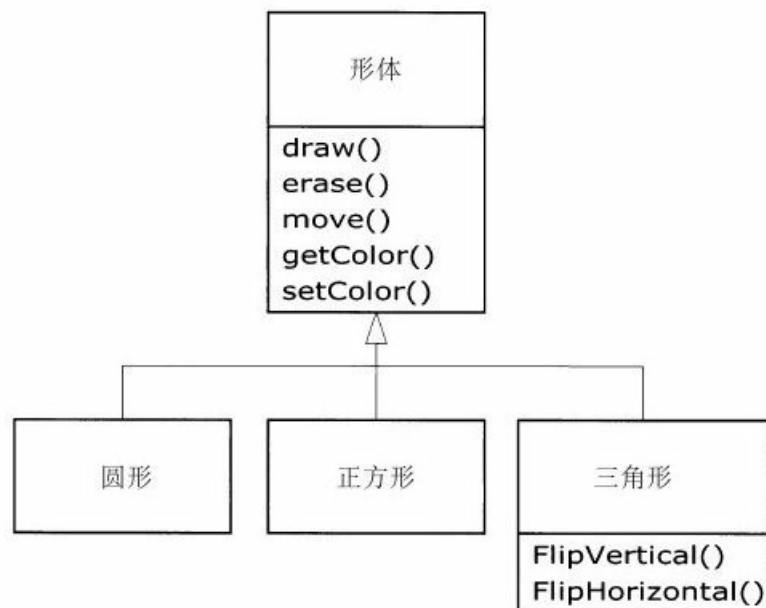 形体
draw()
erase()
move()
getColor()
setColor()
圆形
正方形
三角形
FlipVertical()
FlipHorizontal()